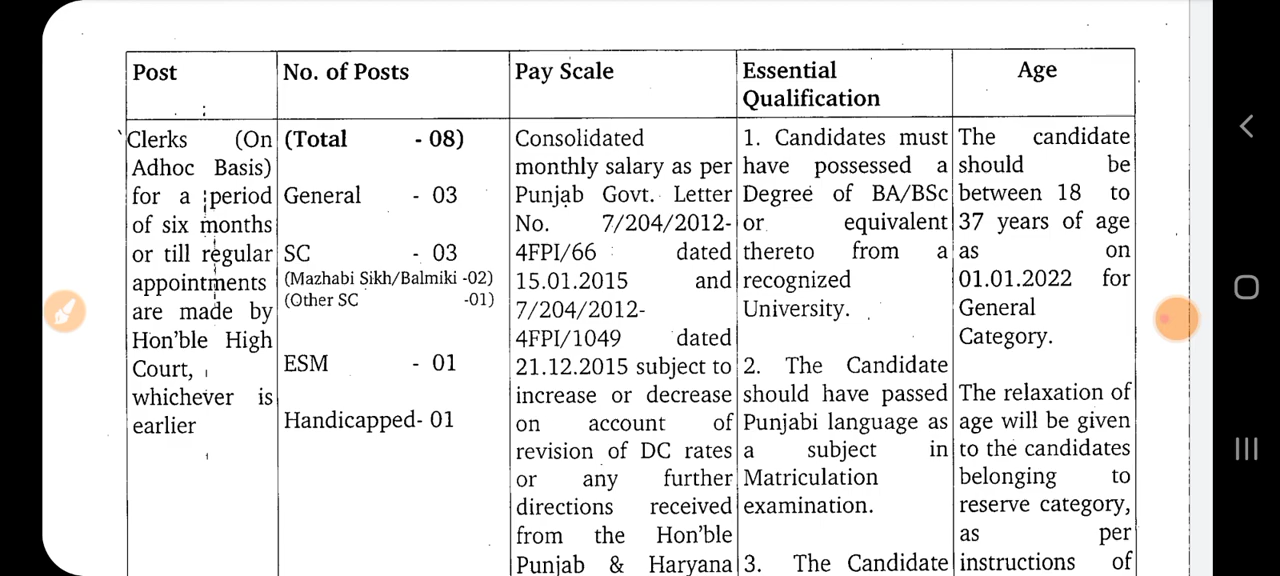 Post
No. of Posts
Pay Scale
Essential
Qualification
Age
Clerks (On
Adhoc Basis)
for a period
of six months
or till regular
appointments
are made by
Hon'ble High
Court,
whichever is
earlier
(Total - 08)
General - 03
SC - 03
(Mazhabi Sikh/Balmiki -02)
(Other SC -01)
ESM - 01
Handicapped- 01
Consolidated
monthly salary as per
Punjab Govt. Letter
No. 7/204/2012-
4FPI/66 dated
15.01.2015 and
7/204/2012-
4FPI/1049 dated
21.12.2015 subject to
increase or decrease
on account of
revision of DC rates
or any further
directions received
from the Hon'ble
Punjab & Haryana
1. Candidates must
have possessed a
Degree of BA/BSc
or equivalent
thereto from a
recognized
University.
2. The Candidate
should have passed
Punjabi language as
a subject in
Matriculation
examination.
3. The Candidate
The candidate
should be
between 18 to
37 years of age
as on
01.01.2022 for
General
Category.
The relaxation of
age will be given
to the candidates
belonging to
reserve category,
as per
instructions of